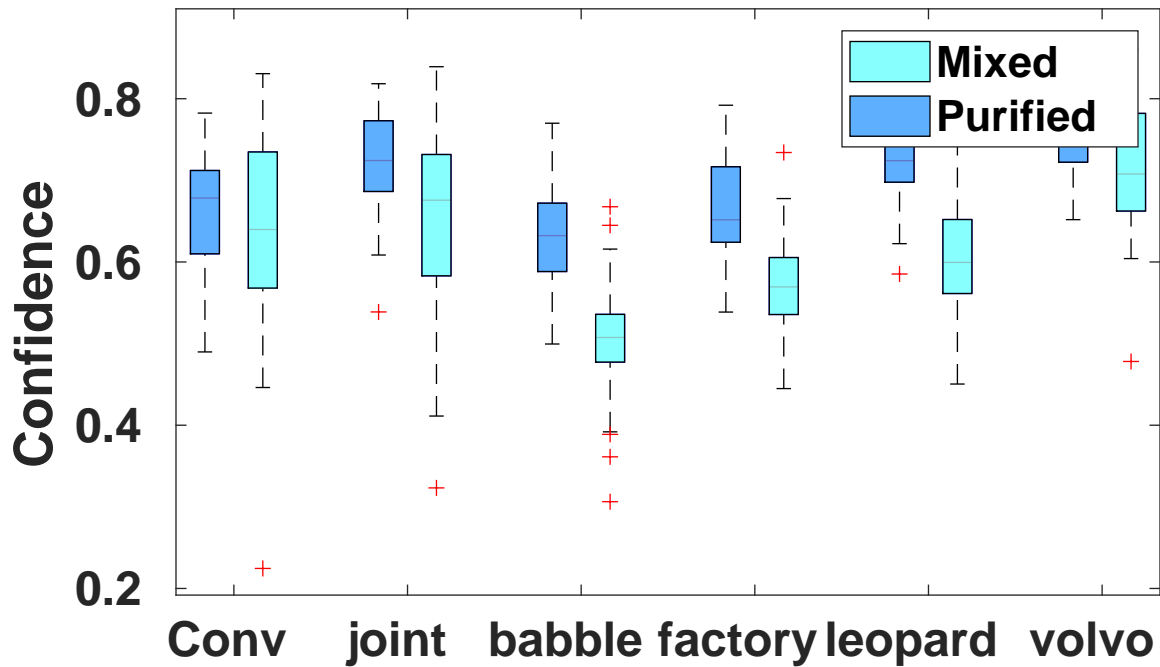 Mixed
Purified
Confidence
0.8
0.6
0.4
0.2
Conv joint babble factory leopard volvo